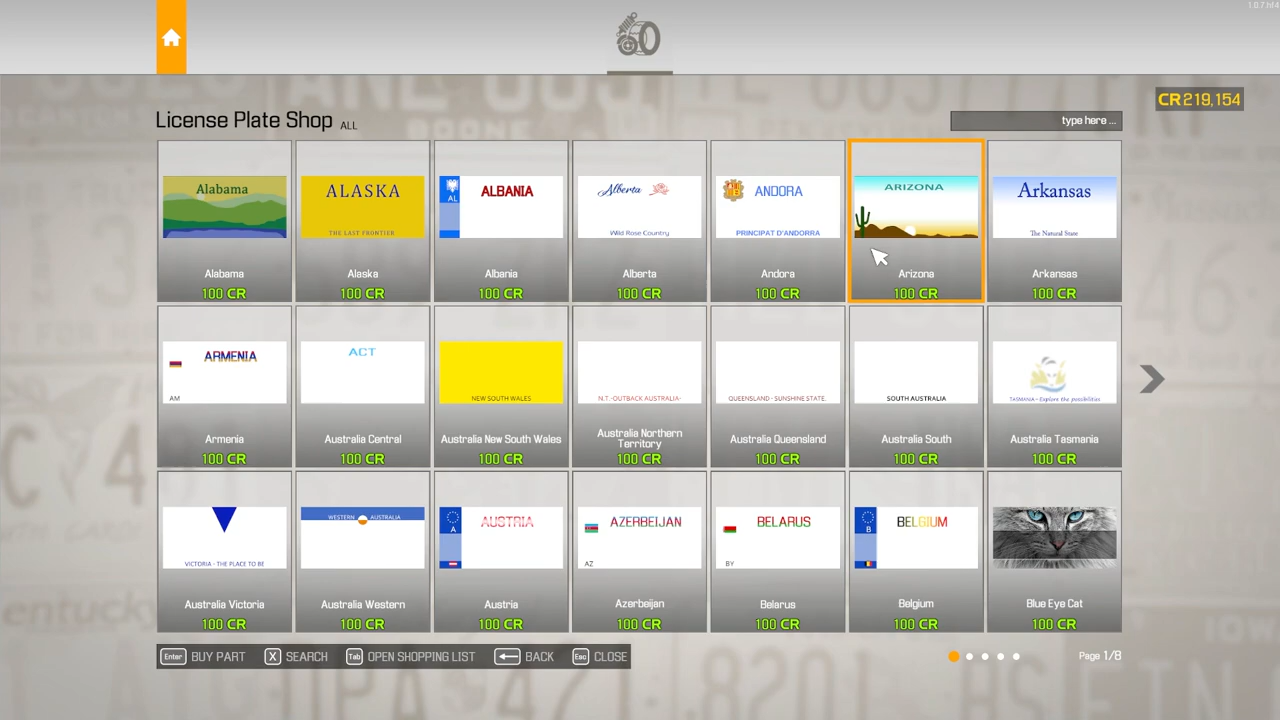 1.0.7.hf4
CR 219,154
License Plate Shop ALL
type here ...
Alabama
ALASKA
THE LAST FRONTIER
AL
ALBANIA
Alberta
Wild Rose Country
ANDORA
PRINCIPAT D'ANDORRA
ARIZONA
Arkansas
The Natural State
Alabama
Alaska
Albania
Alberta
Andora
Arizona
Arkansas
100 CR
100 CR
100 CR
100 CR
100 CR
100 CR
100 CR
ARMENIA
AM
ACT
NEW SOUTH WALES
N.T. -OUTBACK AUSTRALIA-
QUEENSLAND - SUNSHINE STATE.
SOUTH AUSTRALIA
TASMANIA - Explore the possibilities
Armenia
Australia Central
Australia New South Wales
Australia Northern
Territory
Australia Queensland
Australia South
Australia Tasmania
100 CR
100 CR
100 CR
100 CR
100 CR
100 CR
100 CR
VICTORIA - THE PLACE TO BE
WESTERN AUSTRALIA
A
AUSTRIA
AZERBEIJAN
AZ
BELARUS
BY
B
BELGIUM
Australia Victoria
Australia Western
Austria
Azerbeijan
Belarus
Belgium
Blue Eye Cat
100 CR
100 CR
100 CR
100 CR
100 CR
100 CR
100 CR
Enter BUY PART X SEARCH Tab OPEN SHOPPING LIST BACK Esc CLOSE
Page 1/8